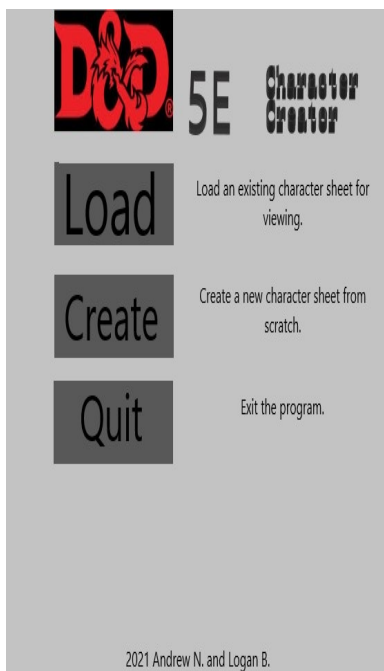 D&D®
5E Character
Creator
Load
Load an existing character sheet for
viewing.
Create
Create a new character sheet from
scratch.
Quit
Exit the program.
2021 Andrew N. and Logan B.